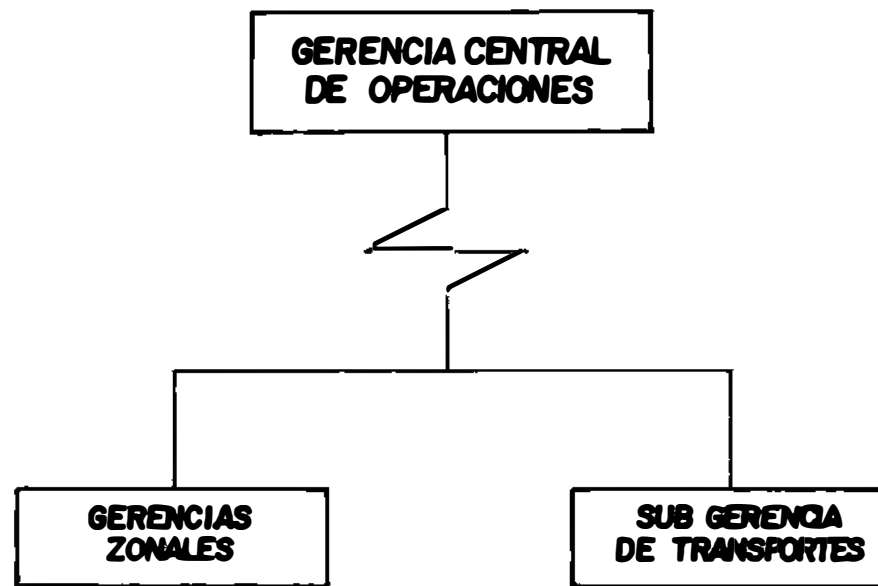 GERENCIA CENTRAL
DE OPERACIONES
GERENCIAS
ZONALES
SUB GERENCIA
DE TRANSPORTES